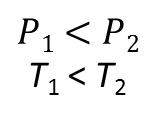 P₁ < P₂
T₁ < T₂